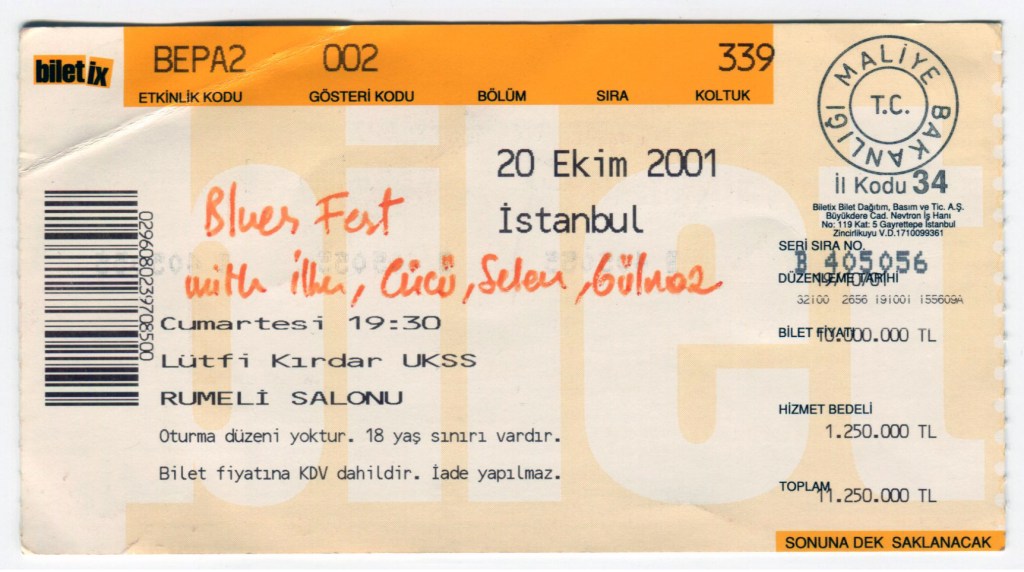 biletix
BEPA2 002 339
ETKİNLİK KODU GÖSTERİ KODU BÖLÜM SIRA KOLTUK
MALİYE BAKANLIĞI
T.C.
İl Kodu 34
Biletix Bilet Dağıtım, Basım ve Tic. A.Ş.
Büyükdere Cad. Nevtron İş Hanı
No: 119 Kat: 5 Gayrettepe İstanbul
Zincirlikuyu V.D.1710099361
20 Ekim 2001
İstanbul
Blues Fest
with İlker, Cücü, Selen, Gülnaz
Cumartesi 19:30
Lütfi Kırdar UKSS
RUMELİ SALONU
Oturma düzeni yoktur. 18 yaş sınırı vardır.
Bilet fiyatına KDV dahildir. İade yapılmaz.
0296080239708500
SERİ SIRA NO.
B 405056
DÜZENLEME TARİHİ
19/10/01
32100 2656 191001 155609A
BİLET FİYATI
10.000.000 TL
HİZMET BEDELİ
1.250.000 TL
TOPLAM
11.250.000 TL
SONUNA DEK SAKLANACAK
bilet